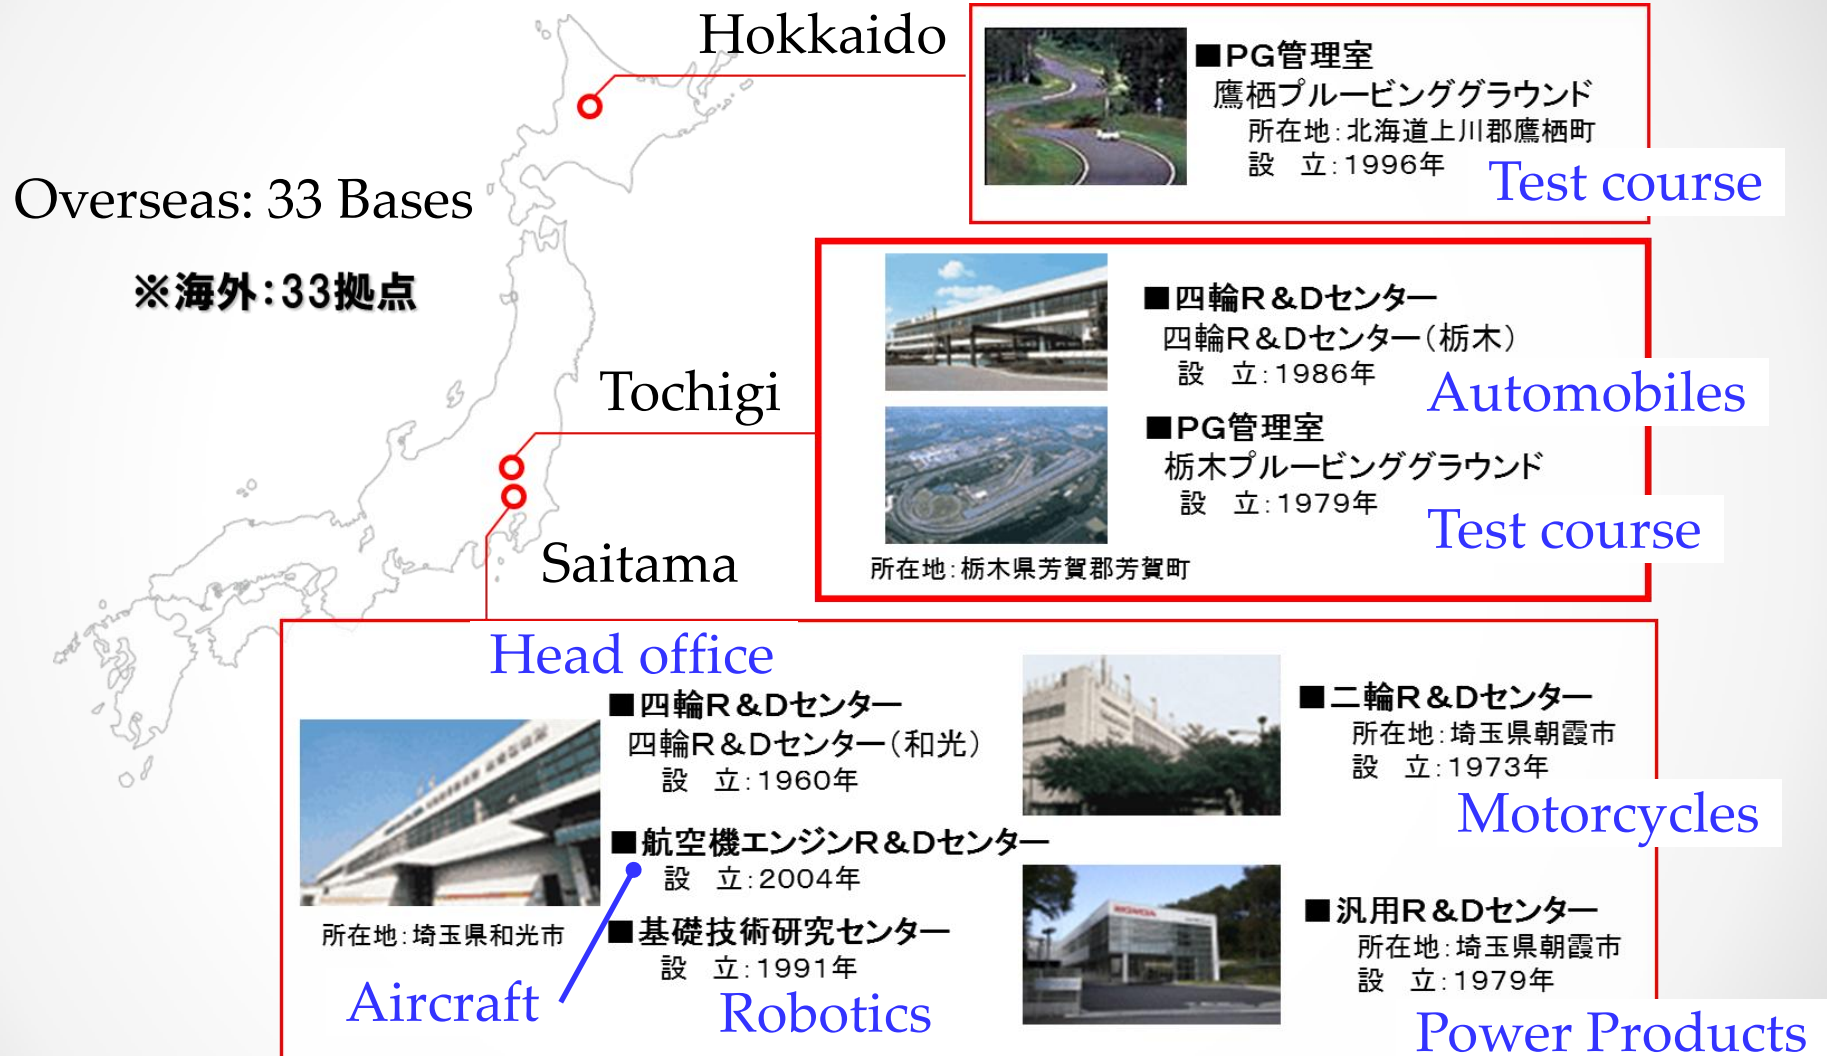 Hokkaido
■PG管理室
鷹栖プルービンググラウンド
所在地:北海道上川郡鷹栖町
設　立:1996年
Test course
Overseas: 33 Bases
※海外:33拠点
■四輪R&Dセンター
四輪R&Dセンター(栃木)
設　立:1986年
Automobiles
Tochigi
■PG管理室
栃木プルービンググラウンド
設　立:1979年
Test course
所在地:栃木県芳賀郡芳賀町
Saitama
Head office
■四輪R&Dセンター
四輪R&Dセンター(和光)
設　立:1960年
■航空機エンジンR&Dセンター
設　立:2004年
所在地:埼玉県和光市
■基礎技術研究センター
設　立:1991年
Aircraft
Robotics
■二輪R&Dセンター
所在地:埼玉県朝霞市
設　立:1973年
Motorcycles
HONDA
■汎用R&Dセンター
所在地:埼玉県朝霞市
設　立:1979年
Power Products